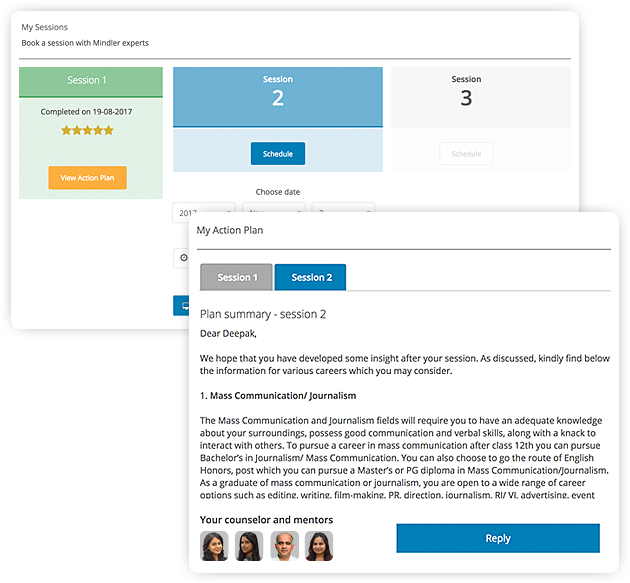 My Sessions
Book a session with Mindler experts
Session 1
Completed on 19-08-2017
View Action Plan
Session
2
Schedule
Session
3
Schedule
Choose date
2017
My Action Plan
Session 1
Session 2
Plan summary - session 2
Dear Deepak,
We hope that you have developed some insight after your session. As discussed, kindly find below
the information for various careers which you may consider.
1. Mass Communication/ Journalism
The Mass Communication and Journalism fields will require you to have an adequate knowledge
about your surroundings, possess good communication and verbal skills, along with a knack to
interact with others. To pursue a career in mass communication after class 12th you can pursue
Bachelor's in Journalism/ Mass Communication. You can also choose to go the route of English
Honors, post which you can pursue a Master's or PG diploma in Mass Communication/Journalism.
As a graduate of mass communication or journalism, you are open to a wide range of career
options such as editing, writing, film-making, PR, direction, journalism, RJ/ VJ, advertising, event
Your counselor and mentors
Reply